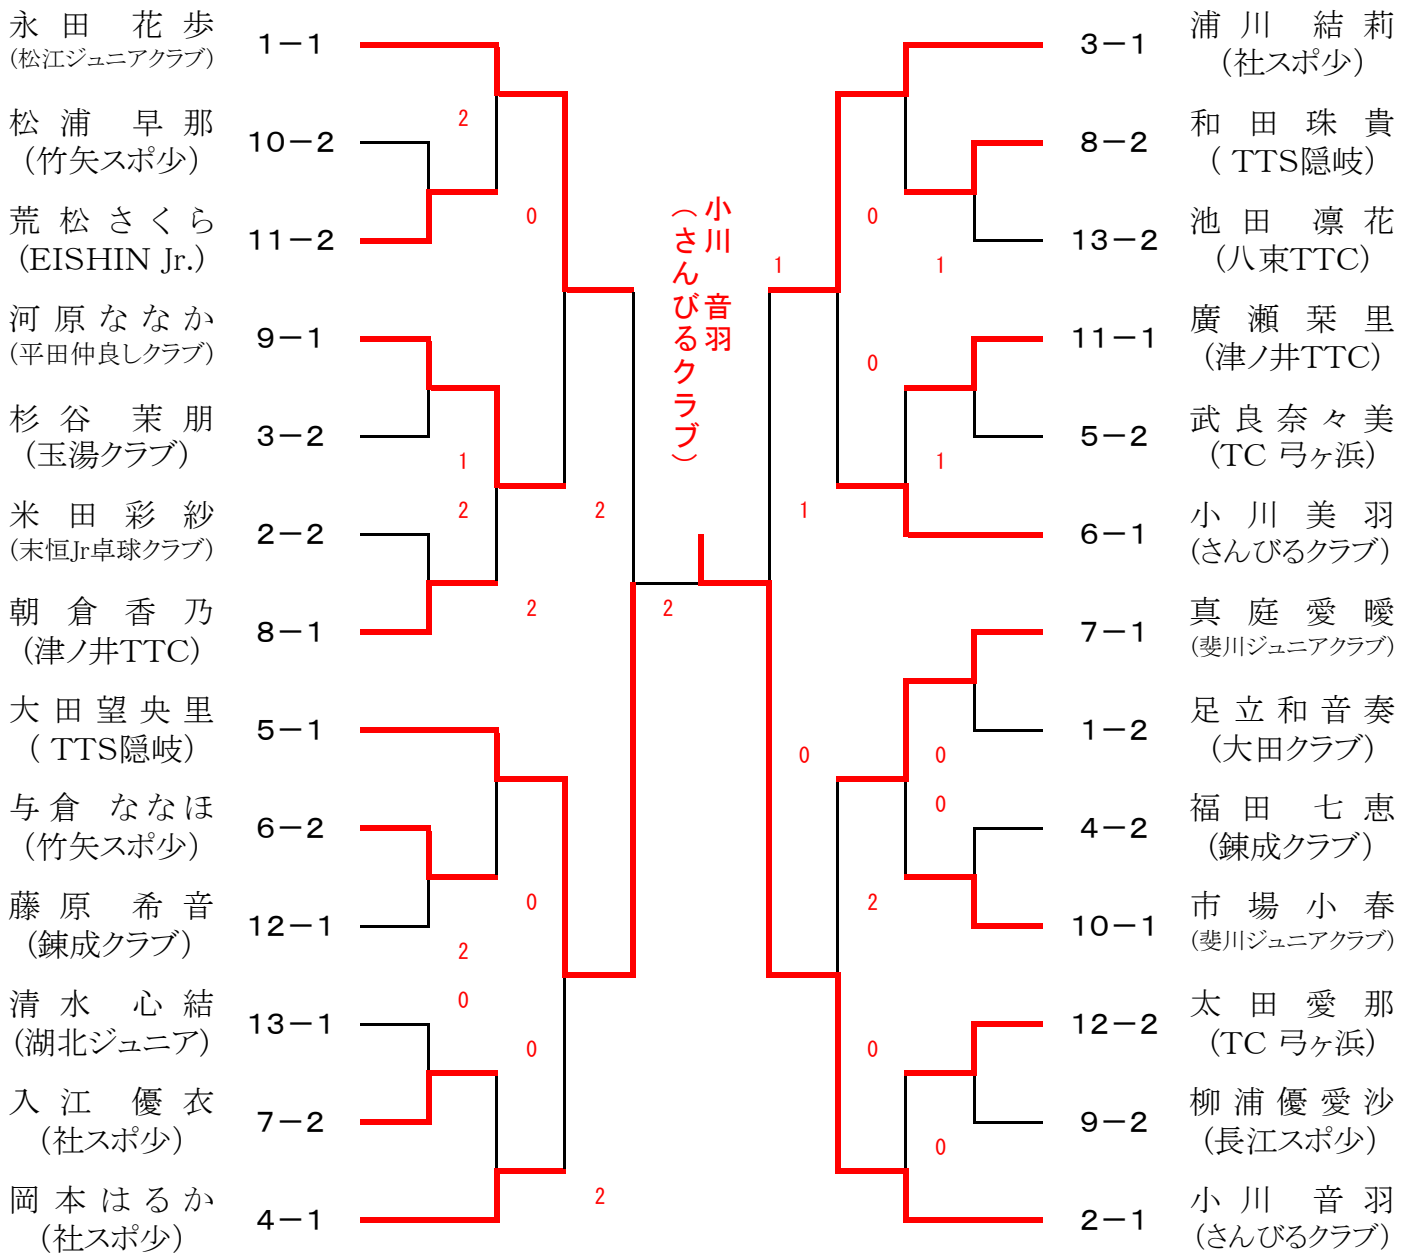 永田花歩
(松江ジュニアクラブ)
1-1
2
松浦 早那
(竹矢スポ少)
10-2
荒松さくら
(EISHIN Jr.)
11-2
0
河原ななか
(平田仲良しクラブ)
9-1
杉谷 茉朋
(玉湯クラブ)
3-2
1
米田彩紗
(末恒Jr卓球クラブ)
2-2
2
2
朝倉香乃
(津ノ井TTC)
8-1
2
大田望央里
( TTS隠岐)
5-1
与倉 ななほ
(竹矢スポ少)
6-2
藤原 希音
(錬成クラブ)
12-1
0
2
清水 心結
(湖北ジュニア)
13-1
0
0
入江 優衣
(社スポ少)
7-2
岡本はるか
(社スポ少)
4-1
2
小川 音羽
(さんびるクラブ)
2
浦川 結莉
(社スポ少)
3-1
和田珠貴
( TTS隠岐)
8-2
池田 凛花
(八束TTC)
13-2
0
1
1
廣瀬栞里
(津ノ井TTC)
11-1
0
武良奈々美
(TC 弓ヶ浜)
5-2
1
小川美羽
(さんびるクラブ)
6-1
1
真庭愛曖
(斐川ジュニアクラブ)
7-1
足立和音奏
(大田クラブ)
1-2
0
0
福田 七恵
(錬成クラブ)
4-2
0
市場小春
(斐川ジュニアクラブ)
10-1
2
太田愛那
(TC 弓ヶ浜)
12-2
0
柳浦優愛沙
(長江スポ少)
9-2
0
小川 音羽
(さんびるクラブ)
2-1